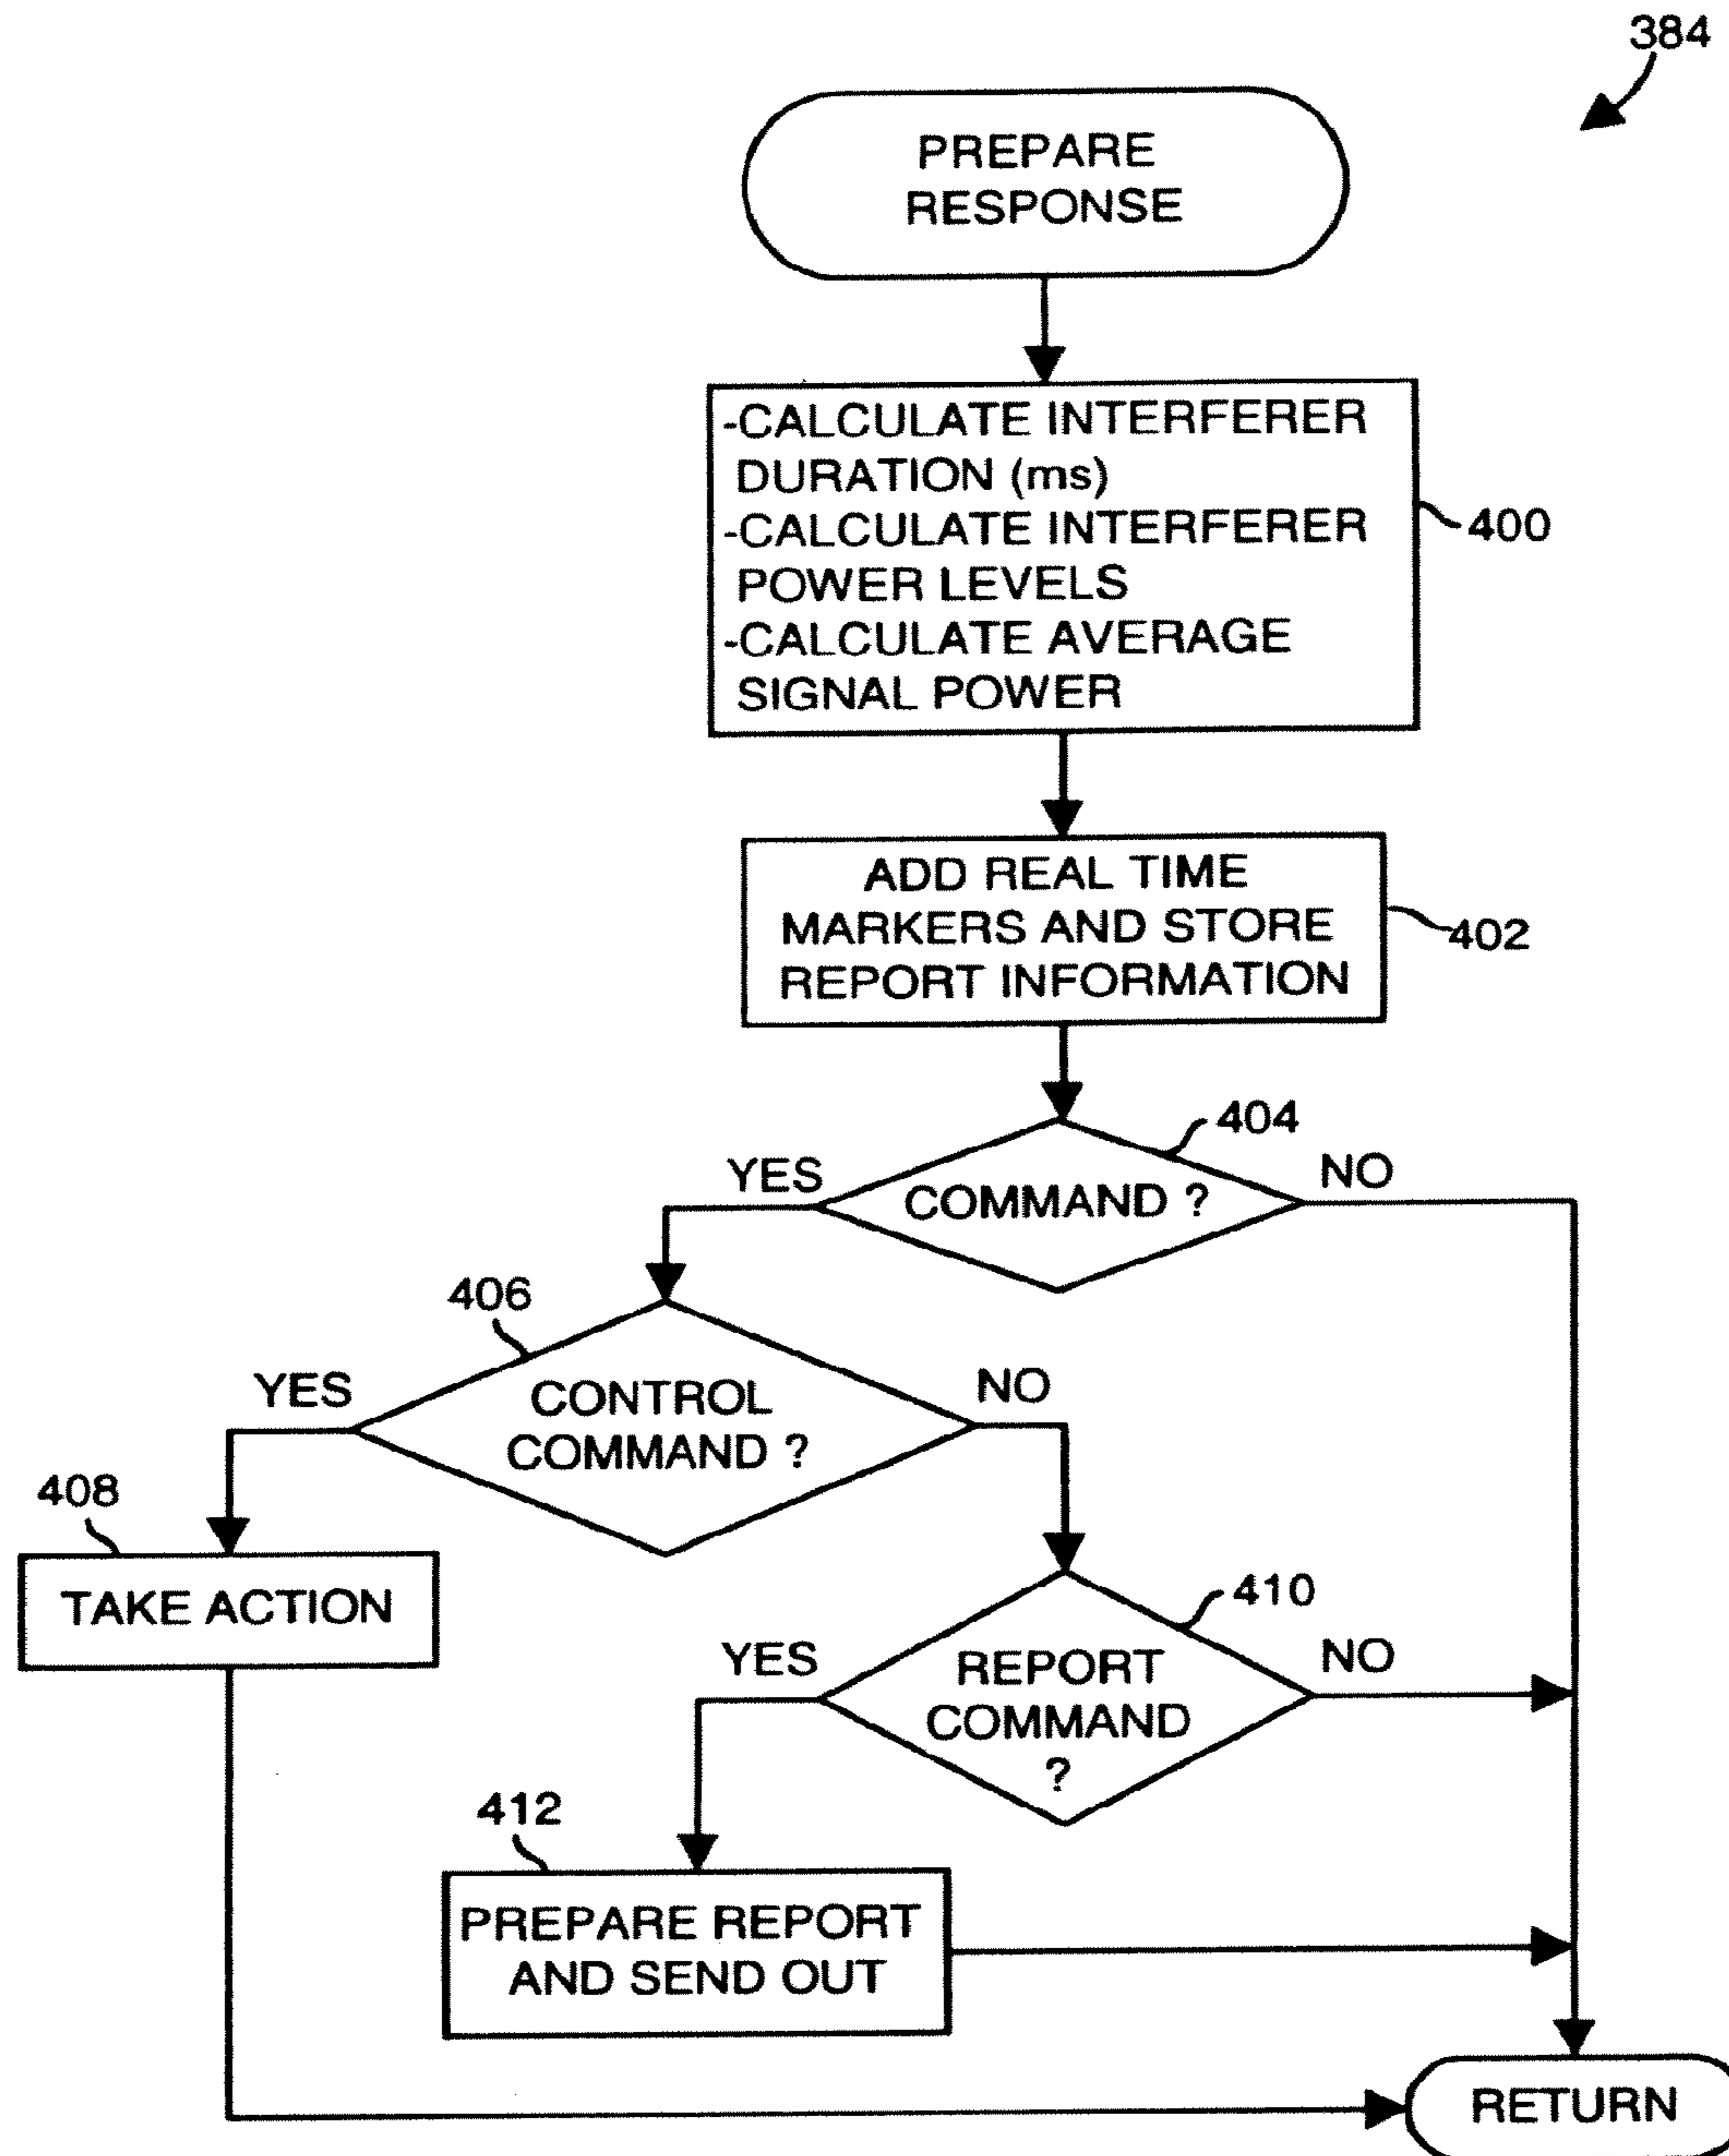 384
PREPARE
RESPONSE
-CALCULATE INTERFERER
DURATION (ms)
-CALCULATE INTERFERER
POWER LEVELS
-CALCULATE AVERAGE
SIGNAL POWER
400
ADD REAL TIME
MARKERS AND STORE
REPORT INFORMATION
402
404
YES
COMMAND ?
NO
406
YES
CONTROL
COMMAND ?
NO
408
TAKE ACTION
410
YES
REPORT
COMMAND
?
NO
412
PREPARE REPORT
AND SEND OUT
RETURN